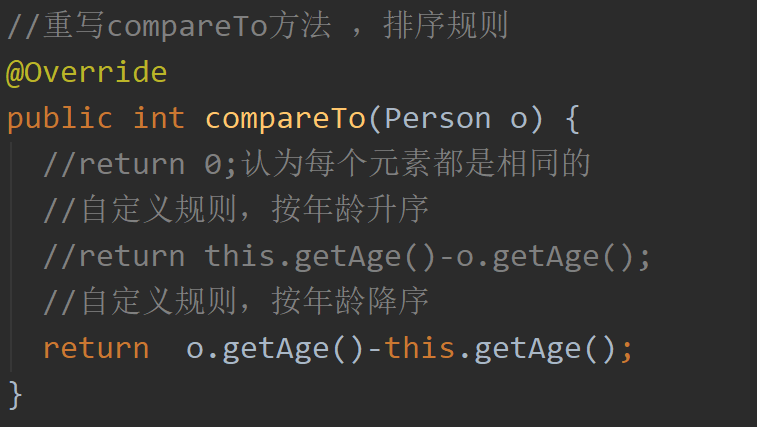 //重写compareTo方法 ，排序规则
@Override
public int compareTo(Person o) {
//return 0;认为每个元素都是相同的
//自定义规则，按年龄升序
//return this.getAge()-o.getAge();
//自定义规则，按年龄降序
return  o.getAge()-this.getAge();
}